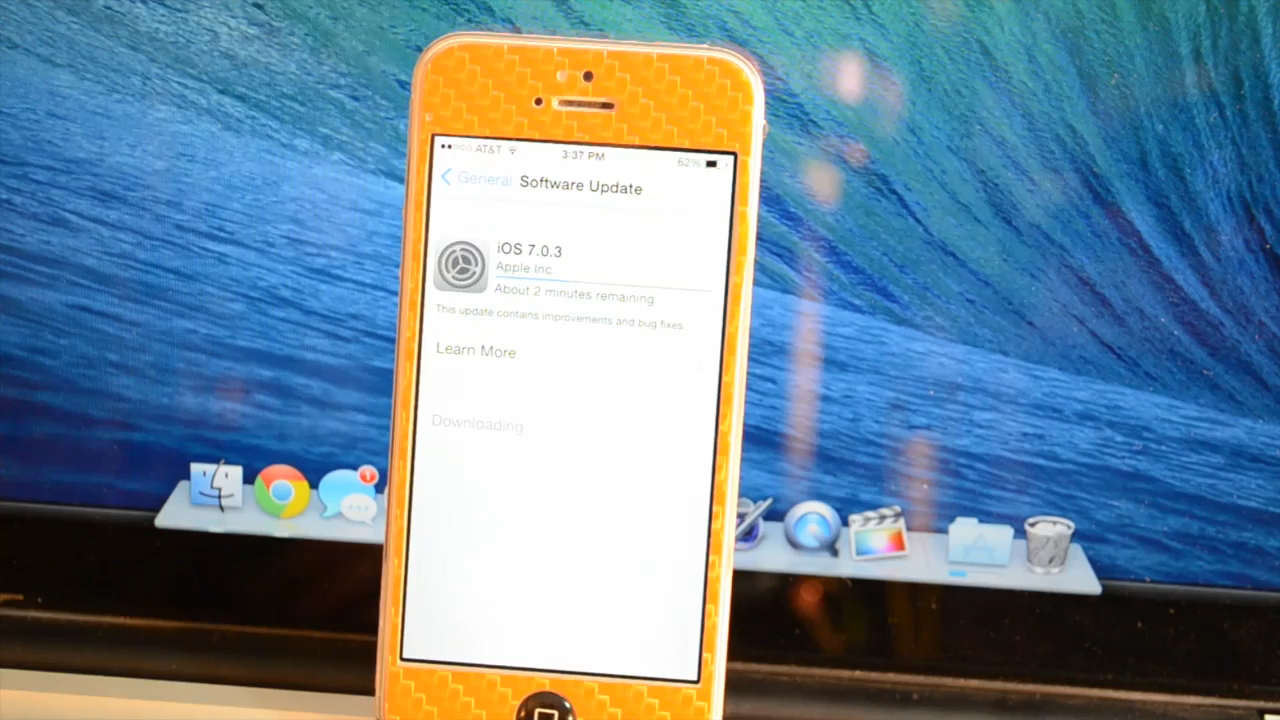 AT&T 3:37 PM 62%
General Software Update
iOS 7.0.3
Apple Inc.
About 2 minutes remaining
This update contains improvements and bug fixes.
Learn More
Downloading
1